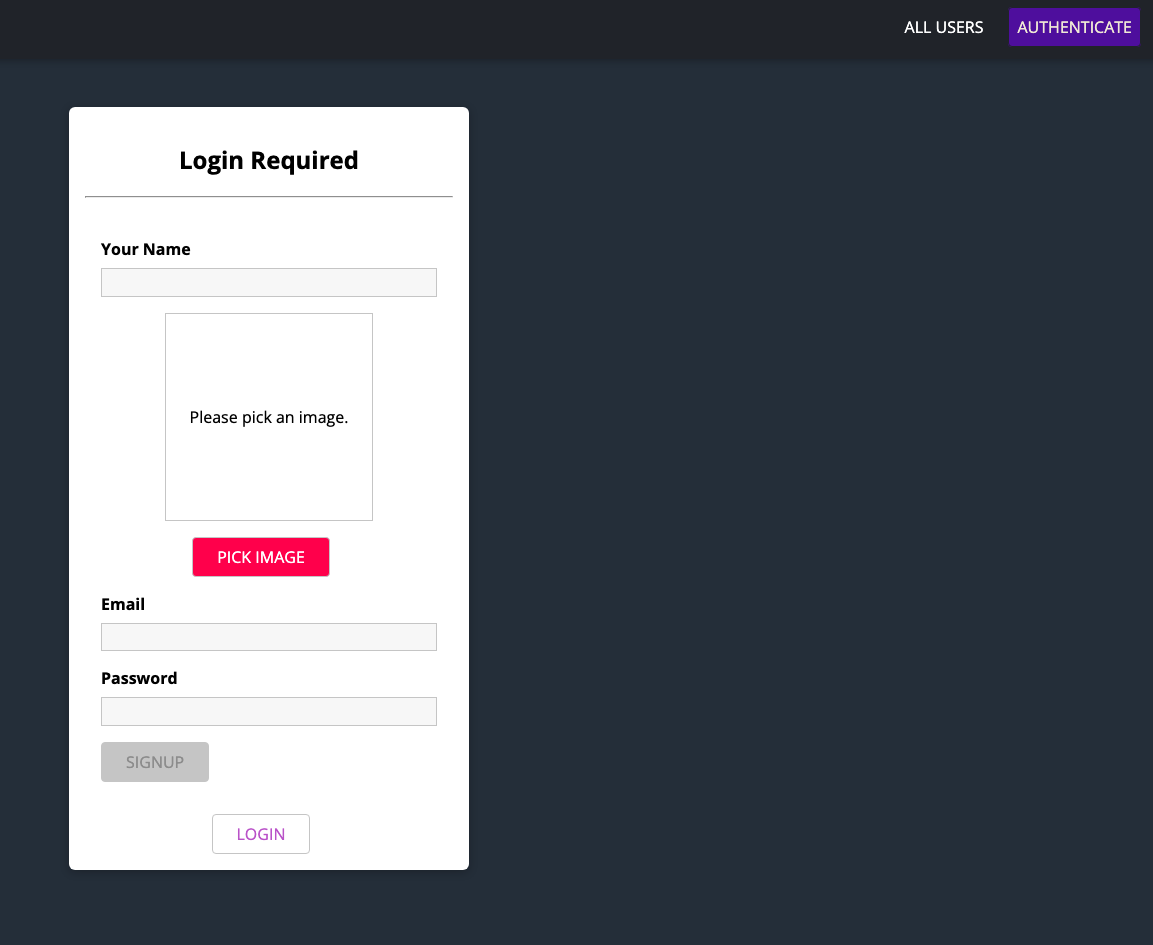 ALL USERS
AUTHENTICATE
Login Required
Your Name
Please pick an image.
PICK IMAGE
Email
Password
SIGNUP
LOGIN